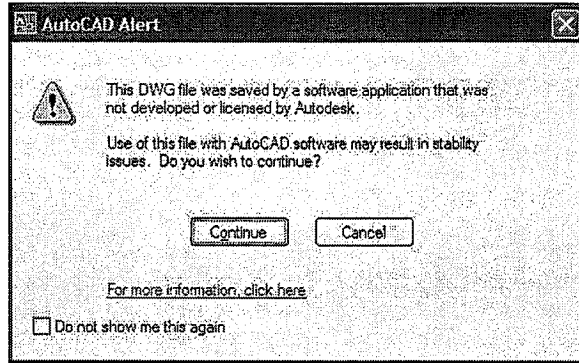 AutoCAD Alert
This DWG file was saved by a software application that was
not developed or licensed by Autodesk.
Use of this file with AutoCAD software may result in stability
issues. Do you wish to continue?
Continue
Cancel
For more information, click here
Do not show me this again